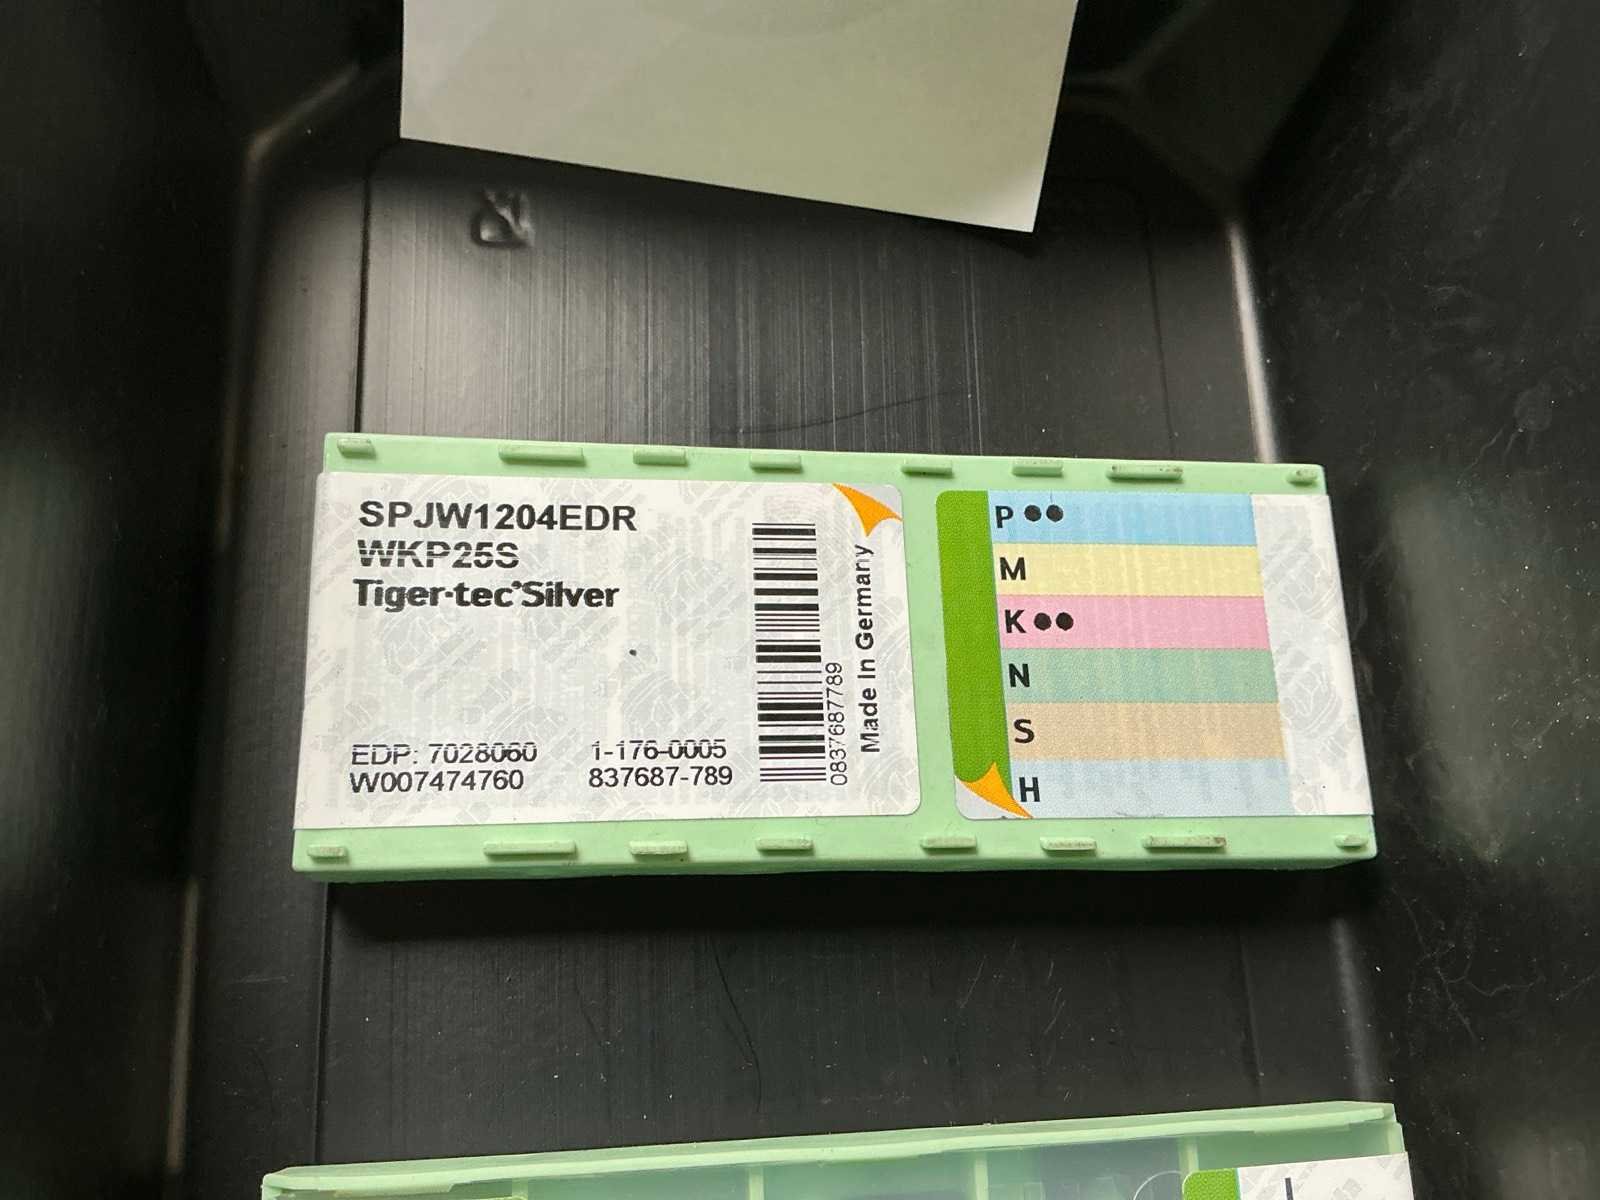 SPJW1204EDR
WKP25S
Tiger·tec®Silver
EDP: 7028060 1-176-0005
W007474760 837687-789
0837687789
Made In Germany
P ●●
M
K ●●
N
S
H